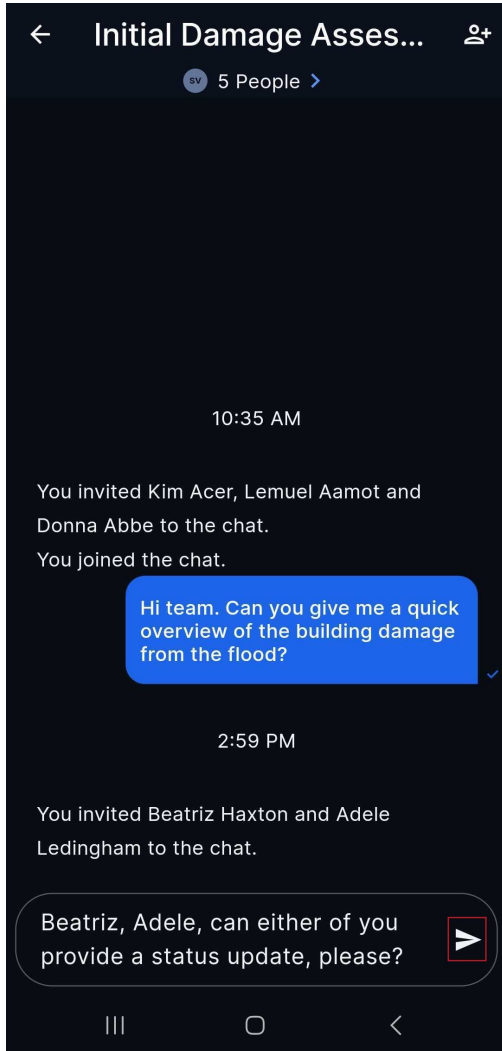 Initial Damage Asses...
SV 5 People
10:35 AM
You invited Kim Acer, Lemuel Aamot and
Donna Abbe to the chat.
You joined the chat.
Hi team. Can you give me a quick
overview of the building damage
from the flood?
2:59 PM
You invited Beatriz Haxton and Adele
Ledingham to the chat.
Beatriz, Adele, can either of you
provide a status update, please?